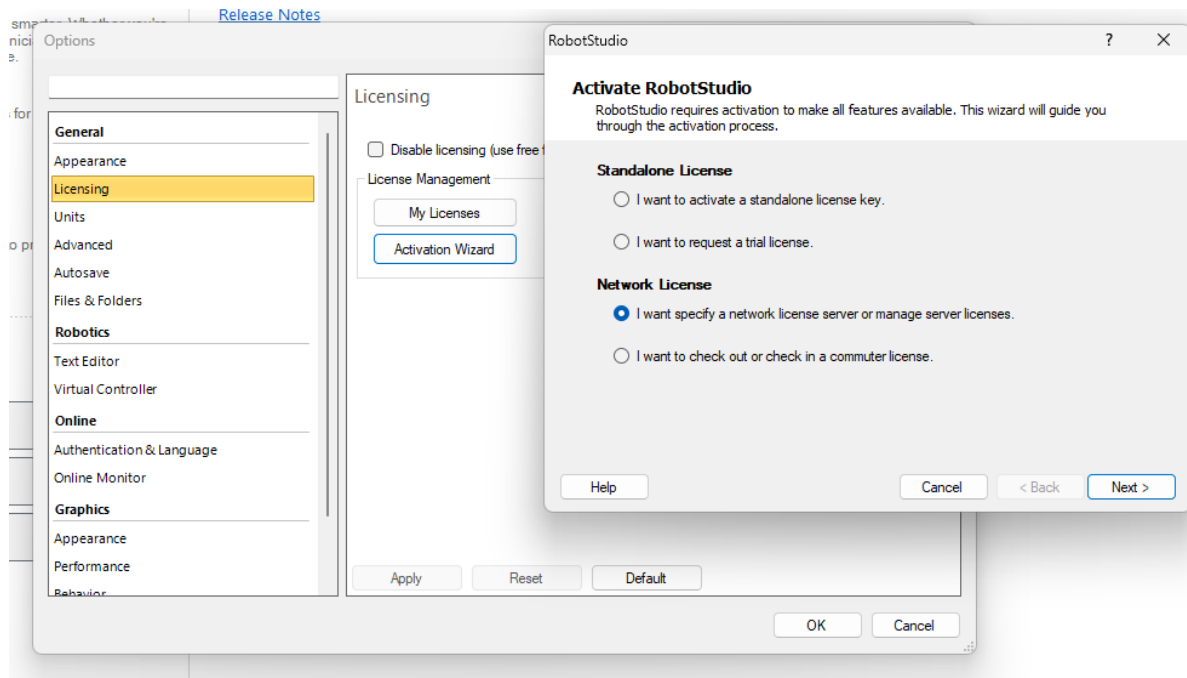 Release Notes
nici
e.
for
o pr
Options
General
Appearance
Licensing
Units
Advanced
Autosave
Files & Folders
Robotics
Text Editor
Virtual Controller
Online
Authentication & Language
Online Monitor
Graphics
Appearance
Performance
Behavior
Licensing
Disable licensing (use free f
License Management
My Licenses
Activation Wizard
Apply Reset Default
OK Cancel
RosbotStudio
Activate RobotStudio
RobotStudio requires activation to make all features available. This wizard will guide you
through the activation process.
Standalone License
I want to activate a standalone license key.
I want to request a trial license.
Network License
I want specify a network license server or manage server licenses.
I want to check out or check in a commuter license.
Help Cancel < Back Next >